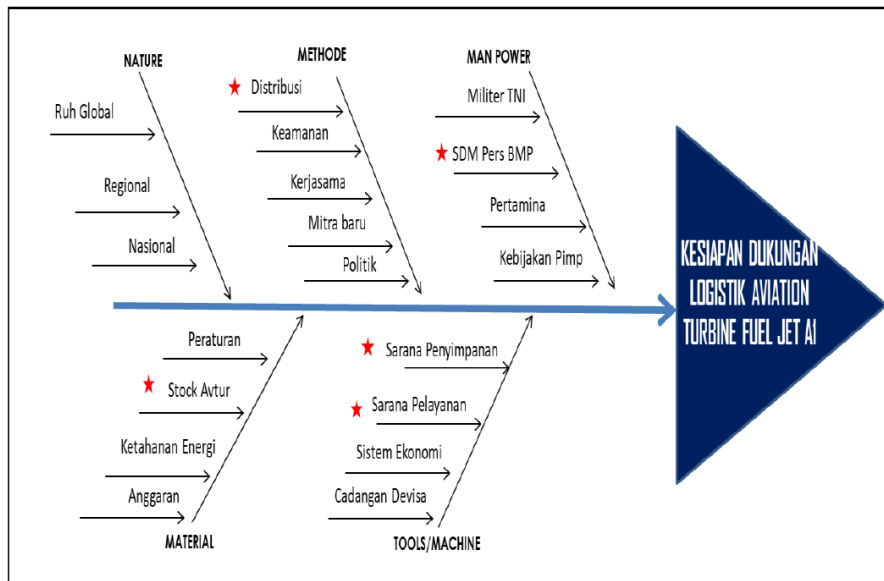 NATURE
Ruh Global
Regional
Nasional
METHODE
Distribusi
Keamanan
Kerjasama
Mitra baru
Politik
MAN POWER
Militer TNI
SDM Pers BMP
Pertamina
Kebijakan Pimp
KESIAPAN DUKUNGAN
LOGISTIK AVIATION
TURBINE FUEL JET A1
Peraturan
Stock Avtur
Ketahanan Energi
Anggaran
MATERIAL
Sarana Penyimpanan
Sarana Pelayanan
Sistem Ekonomi
Cadangan Devisa
TOOLS/MACHINE